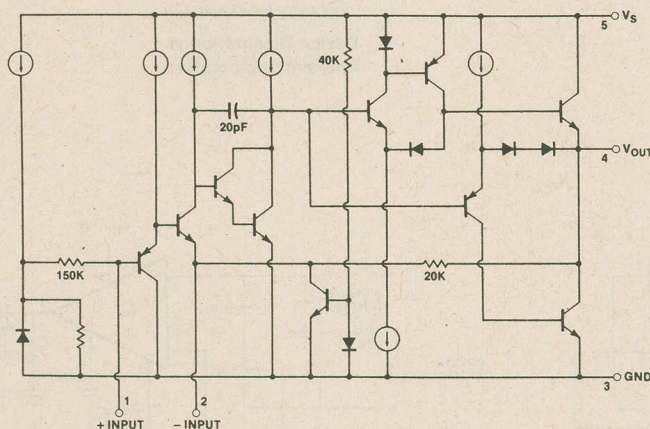 5 VS
40K
20pF
4 VOUT
150K
20K
3 GND
1
2
+ INPUT
− INPUT